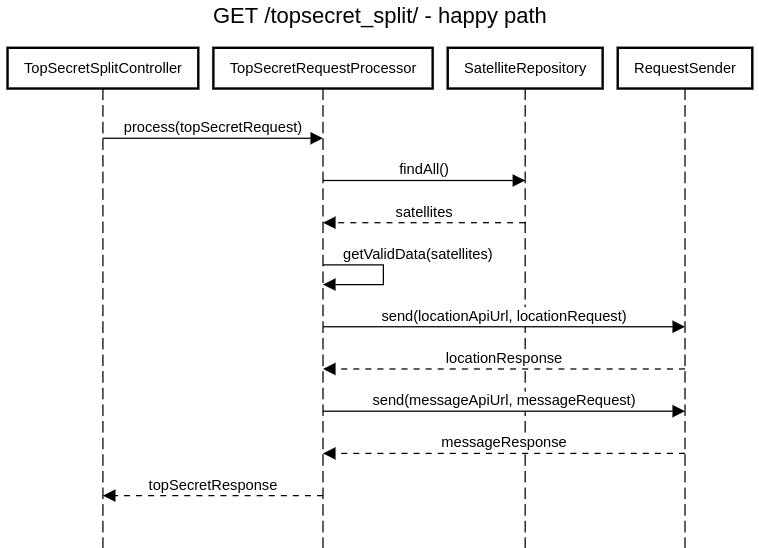 GET /topsecret_split/ - happy path
TopSecretSplitController
TopSecretRequestProcessor
SatelliteRepository
RequestSender
process(topSecretRequest)
findAll()
satellites
getValidData(satellites)
send(locationApiUrl, locationRequest)
locationResponse
send(messageApiUrl, messageRequest)
messageResponse
topSecretResponse